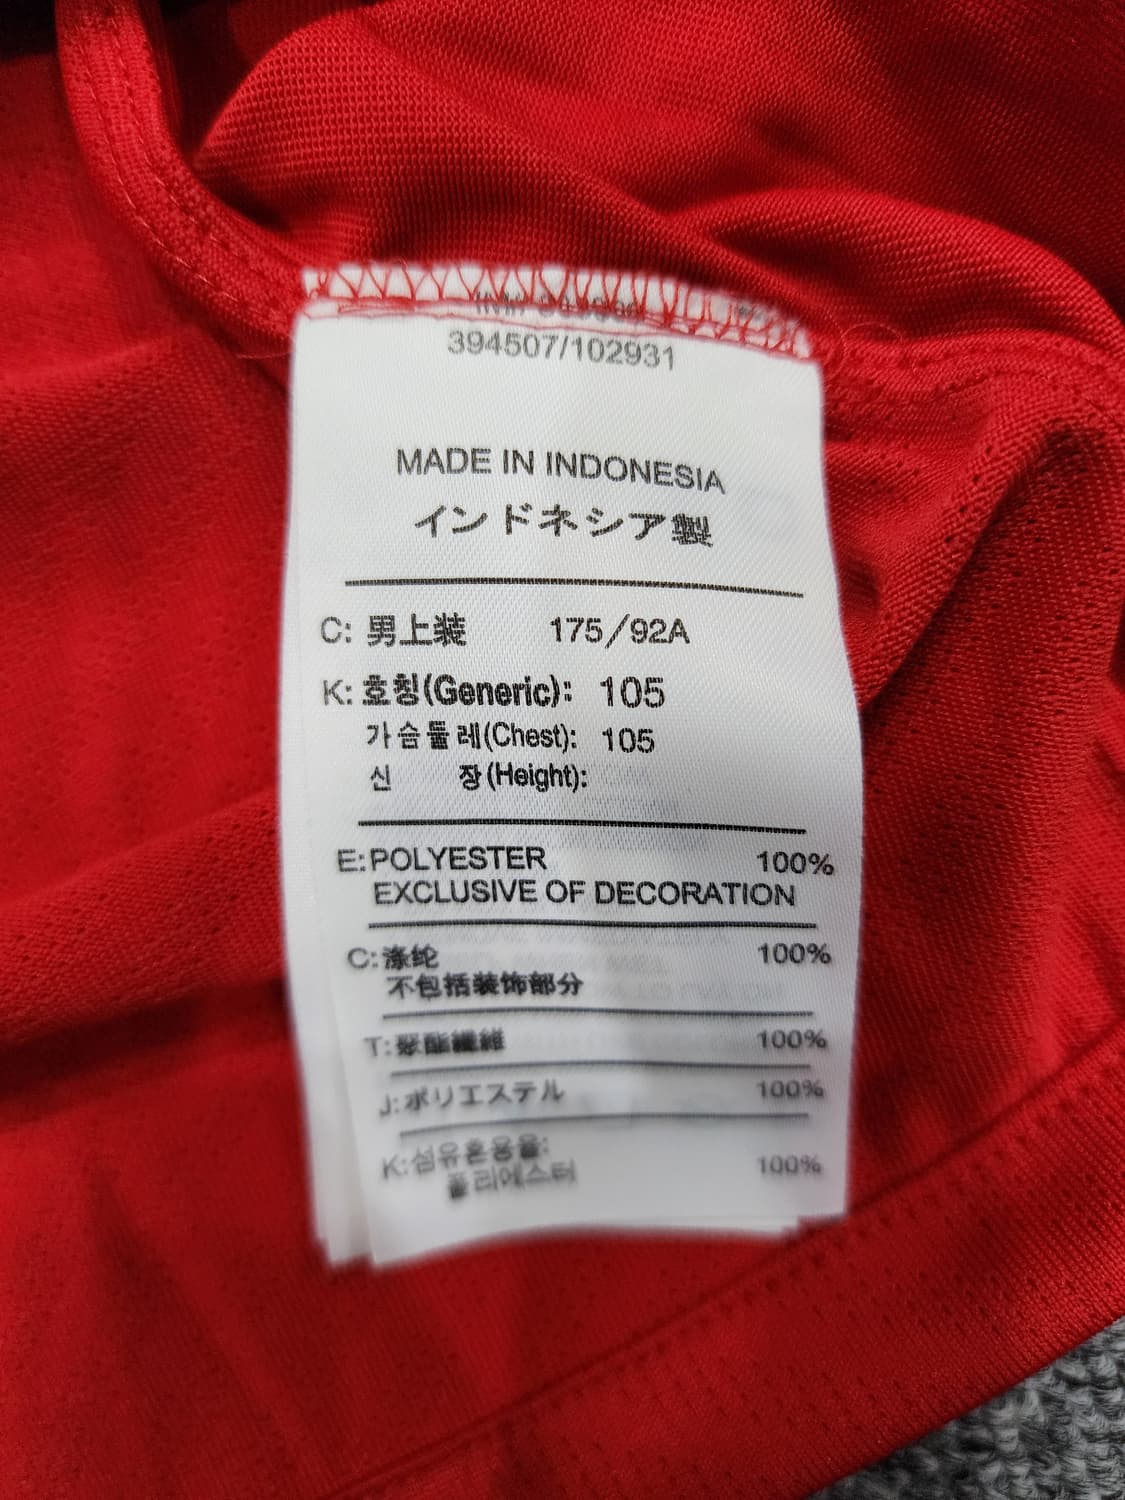 394507/102931
MADE IN INDONESIA
インドネシア製
C: 男上装 175/92A
K: 호칭(Generic): 105
가슴둘레(Chest): 105
신 장(Height):
E:POLYESTER 100%
EXCLUSIVE OF DECORATION
C:涤纶 100%
不包括装饰部分
T:聚酯纖維 100%
J:ポリエステル 100%
K:섬유혼용율:
폴리에스터 100%